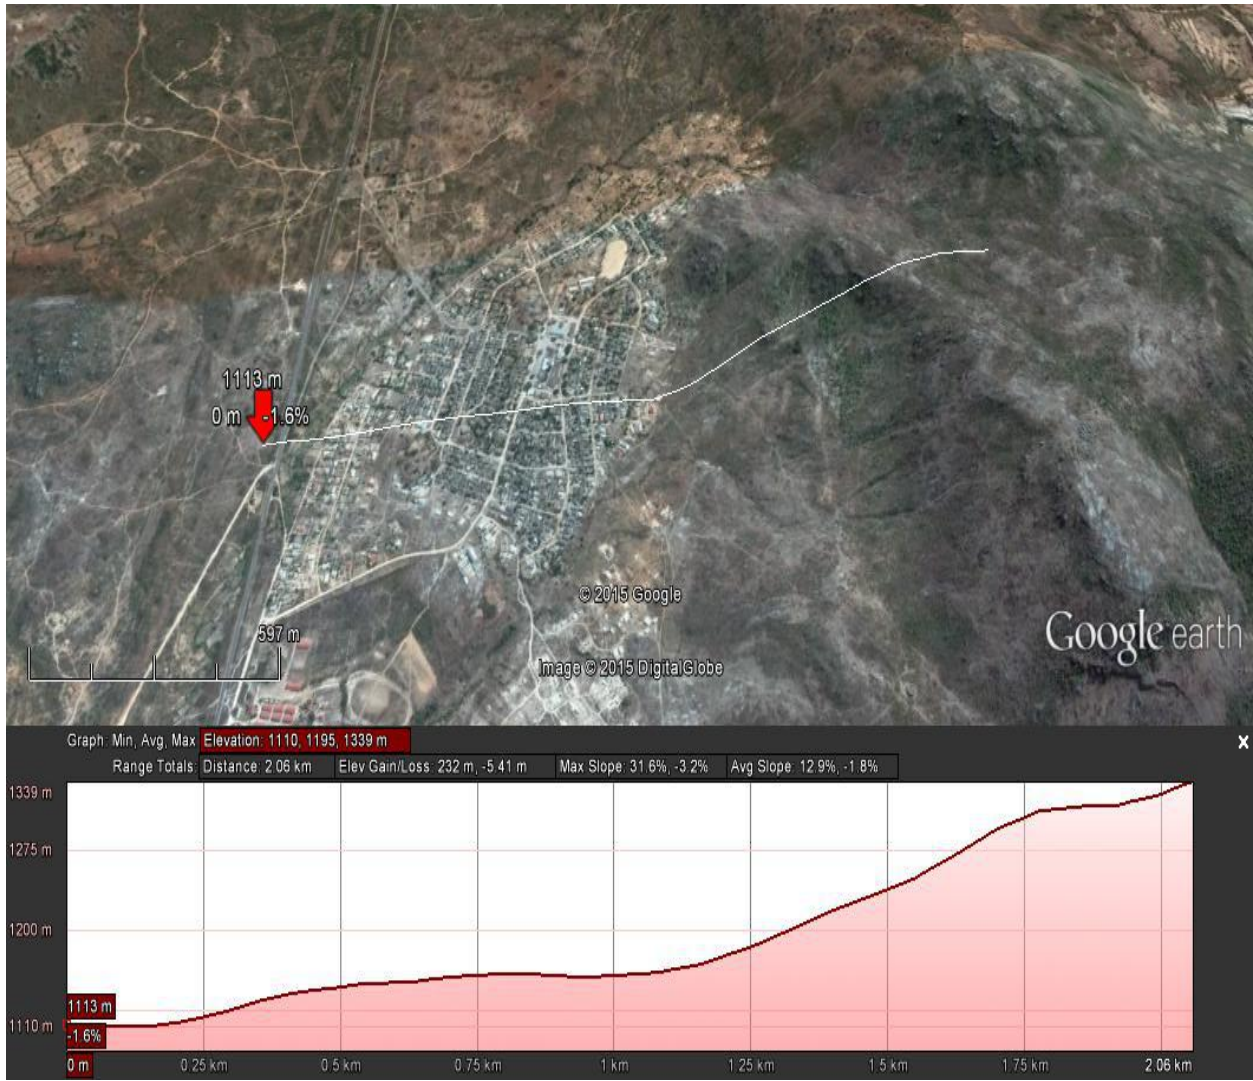 1113 m
0 m -1.6%
© 2015 Google
597 m
Google earth
Image © 2015 DigitalGlobe
Graph: Min, Avg, Max Elevation: 1110, 1195, 1339 m x
Range Totals: Distance: 2.06 km Elev Gain/Loss: 232 m, -5.41 m Max Slope: 31.6%, -3.2% Avg Slope: 12.9%, -1.8%
1339 m
1275 m
1200 m
1113 m
1110 m
-1.6%
0 m 0.25 km 0.5 km 0.75 km 1 km 1.25 km 1.5 km 1.75 km 2.06 km